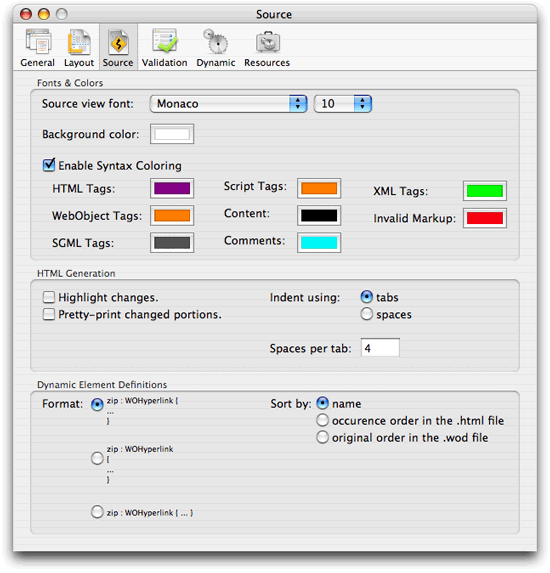 Source
General Layout Source Validation Dynamic Resources
Fonts & Colors
Source view font: Monaco 10
Background color:
Enable Syntax Coloring
HTML Tags: Script Tags: XML Tags:
WebObject Tags: Content: Invalid Markup:
SGML Tags: Comments:
HTML Generation
Highlight changes. Indent using: tabs
Pretty-print changed portions. spaces
Spaces per tab: 4
Dynamic Element Definitions
Format: zip : WOHyperlink { Sort by: name
...
} occurence order in the .html file
original order in the .wod file
zip : WOHyperlink
{
...
}
zip : WOHyperlink { ... }